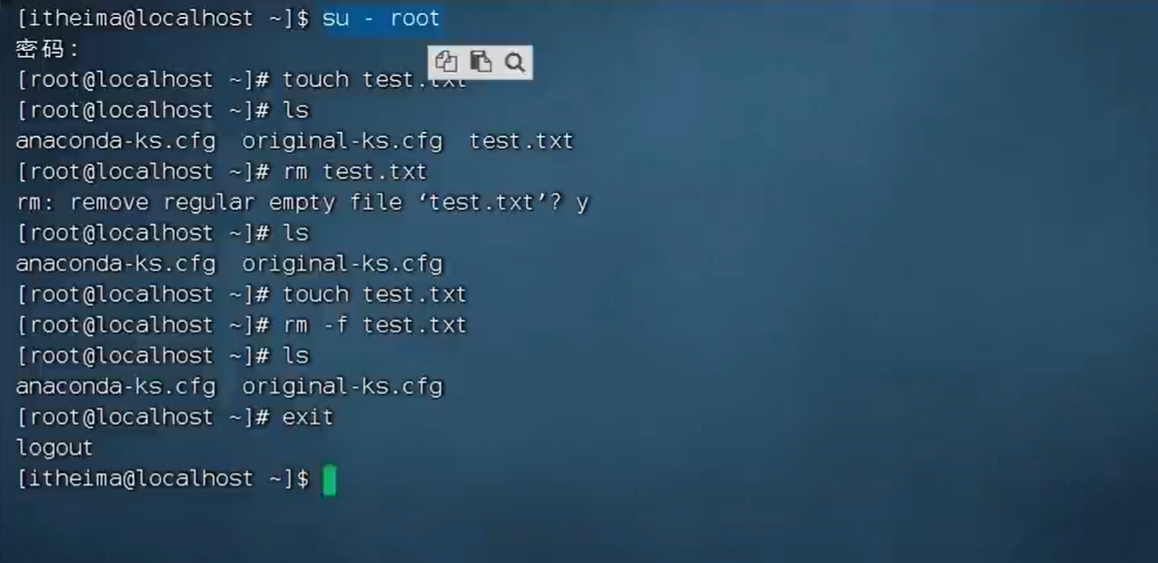 [itheima@localhost ~]$ su - root
密码：
[root@localhost ~]# touch test.txt
[root@localhost ~]# ls
anaconda-ks.cfg  original-ks.cfg  test.txt
[root@localhost ~]# rm test.txt
rm: remove regular empty file ‘test.txt’? y
[root@localhost ~]# ls
anaconda-ks.cfg  original-ks.cfg
[root@localhost ~]# touch test.txt
[root@localhost ~]# rm -f test.txt
[root@localhost ~]# ls
anaconda-ks.cfg  original-ks.cfg
[root@localhost ~]# exit
logout
[itheima@localhost ~]$